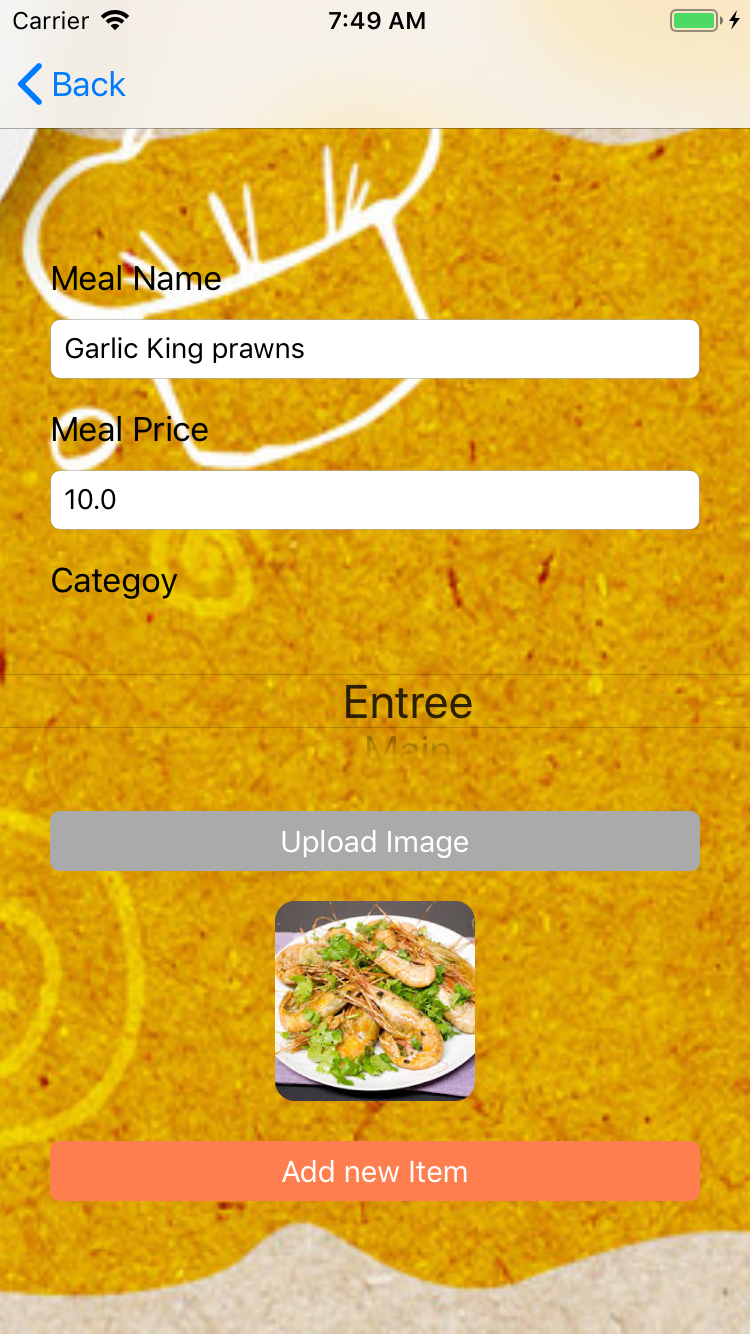 Carrier
7:49 AM
Back
Meal Name
Garlic King prawns
Meal Price
10.0
Categoy
Entree
Main
Upload Image
Add new Item